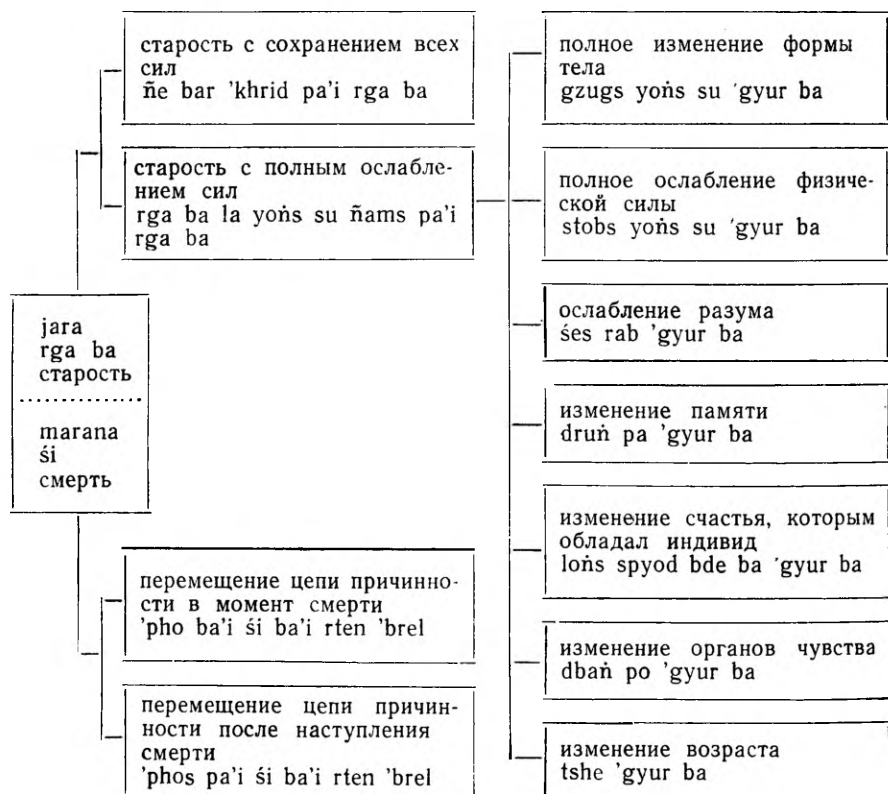 старость с сохранением всех
сил
ñe bar 'khrid pa'i rga ba
старость с полным ослабле-
нием сил
rga ba la yoṅs su ñams pa'i
rga ba
jara
rga ba
старость
marana
śi
смерть
перемещение цепи причинно-
сти в момент смерти
'pho ba'i śi ba'i rten 'brel
перемещение цепи причин-
ности после наступления
смерти
'phos pa'i śi ba'i rten 'brel
полное изменение формы
тела
gzugs yoṅs su 'gyur ba
полное ослабление физиче-
ской силы
stobs yoṅs su 'gyur ba
ослабление разума
śes rab 'gyur ba
изменение памяти
druṅ pa 'gyur ba
изменение счастья, которым
обладал индивид
loṅs spyod bde ba 'gyur ba
изменение органов чувства
dbaṅ po 'gyur ba
изменение возраста
tshe 'gyur ba